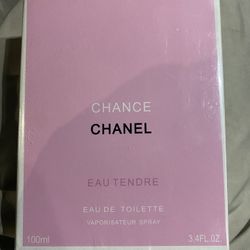 CHANCE
CHANEL
EAU TENDRE
EAU DE TOILETTE
VAPORISATEUR SPRAY
100ml 3.4FL.OZ.